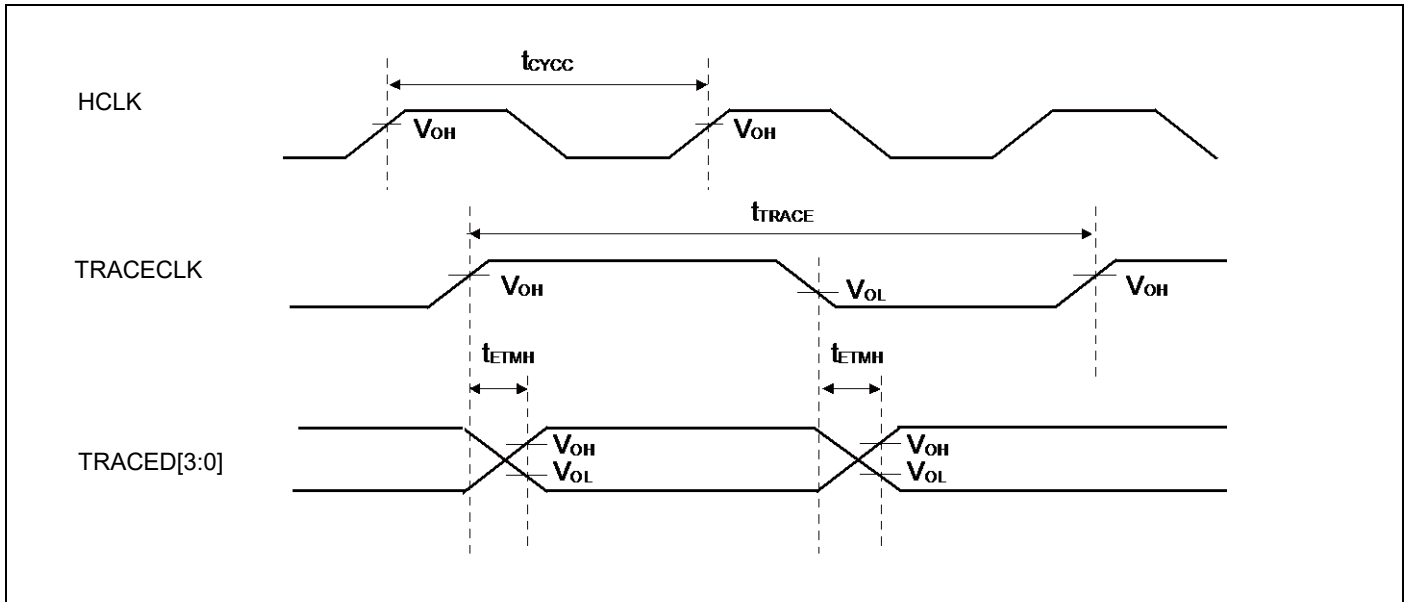 tCYCC
HCLK
VOH
VOH
tTRACE
TRACECLK
VOH
VOL
VOH
tETMH
tETMH
TRACED[3:0]
VOH
VOH
VOL
VOL